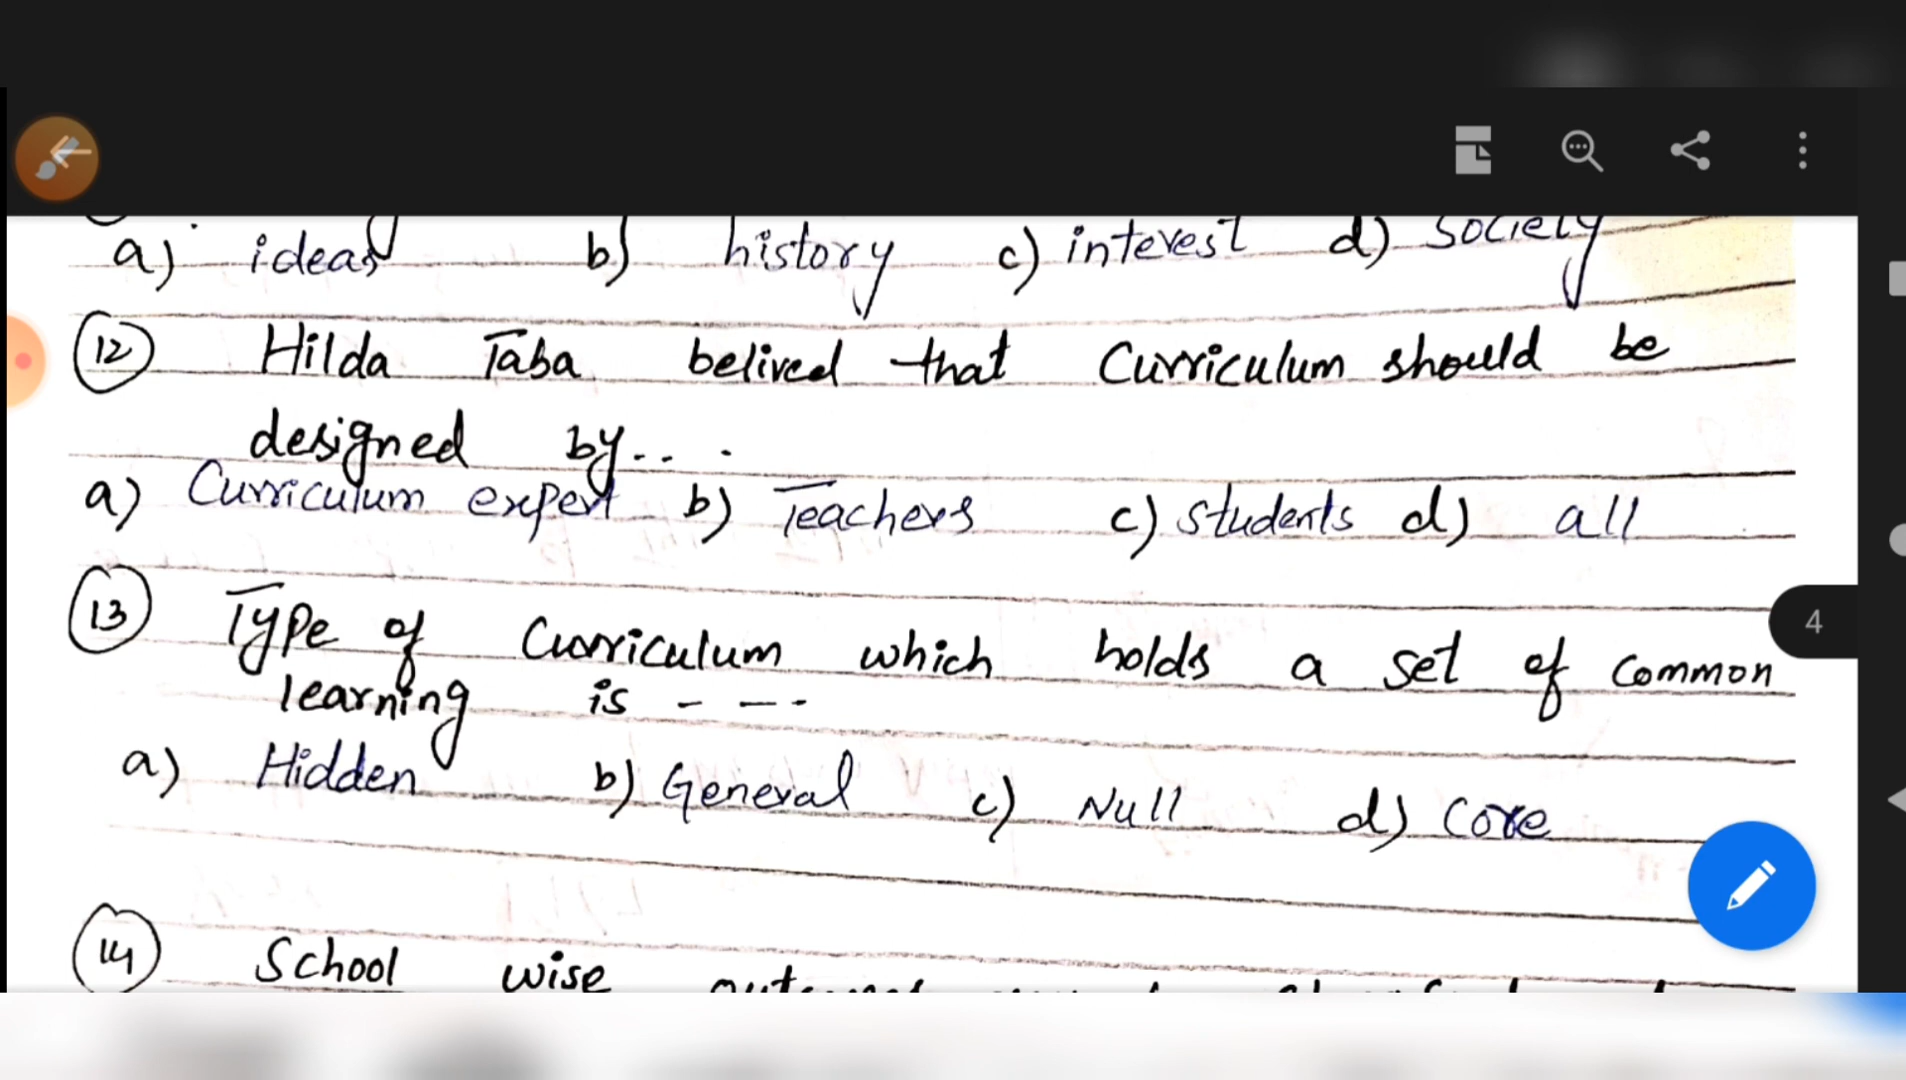 a) ideas b) history c) interest d) Society
12 Hilda Taba belived that Curriculum should be
designed by.. .
a) Curriculum expert b) Teachers c) students d) all
13 Type of Curriculum which holds a set of common
learning is - - - -
a) Hidden b) General c) Null d) Core
4
14 School wise